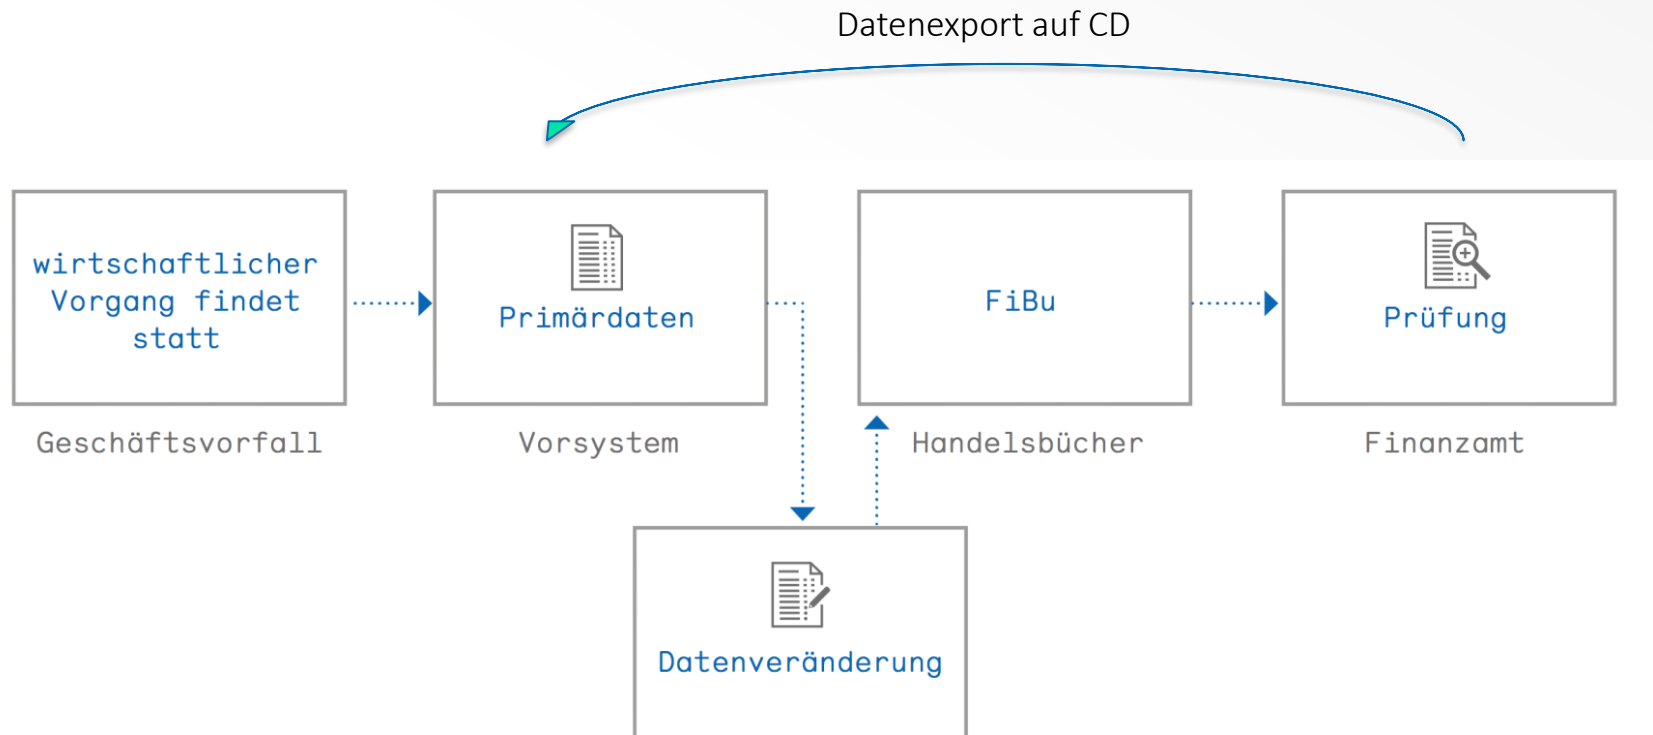 Datenexport auf CD
wirtschaftlicher
Vorgang findet
statt
Geschäftsvorfall
Primärdaten
Vorsystem
FiBu
Handelsbücher
Prüfung
Finanzamt
Datenveränderung